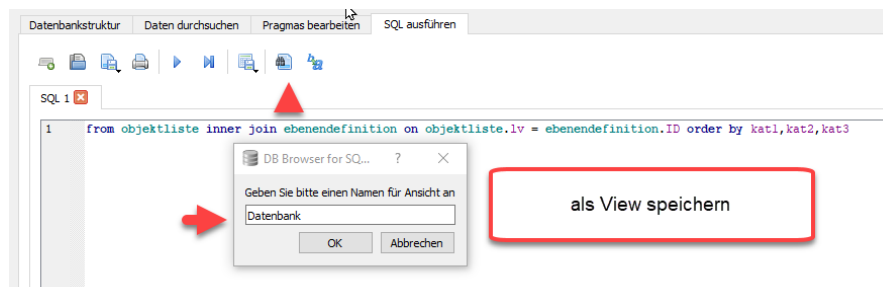 Datenbankstruktur Daten durchsuchen Pragmas bearbeiten SQL ausführen
SQL 1
1 from objektliste inner join ebenendefinition on objektliste.lv = ebenendefinition.ID order by kat1,kat2,kat3
DB Browser for SQ... ?
Geben Sie bitte einen Namen für Ansicht an
Datenbank
OK Abbrechen
als View speichern